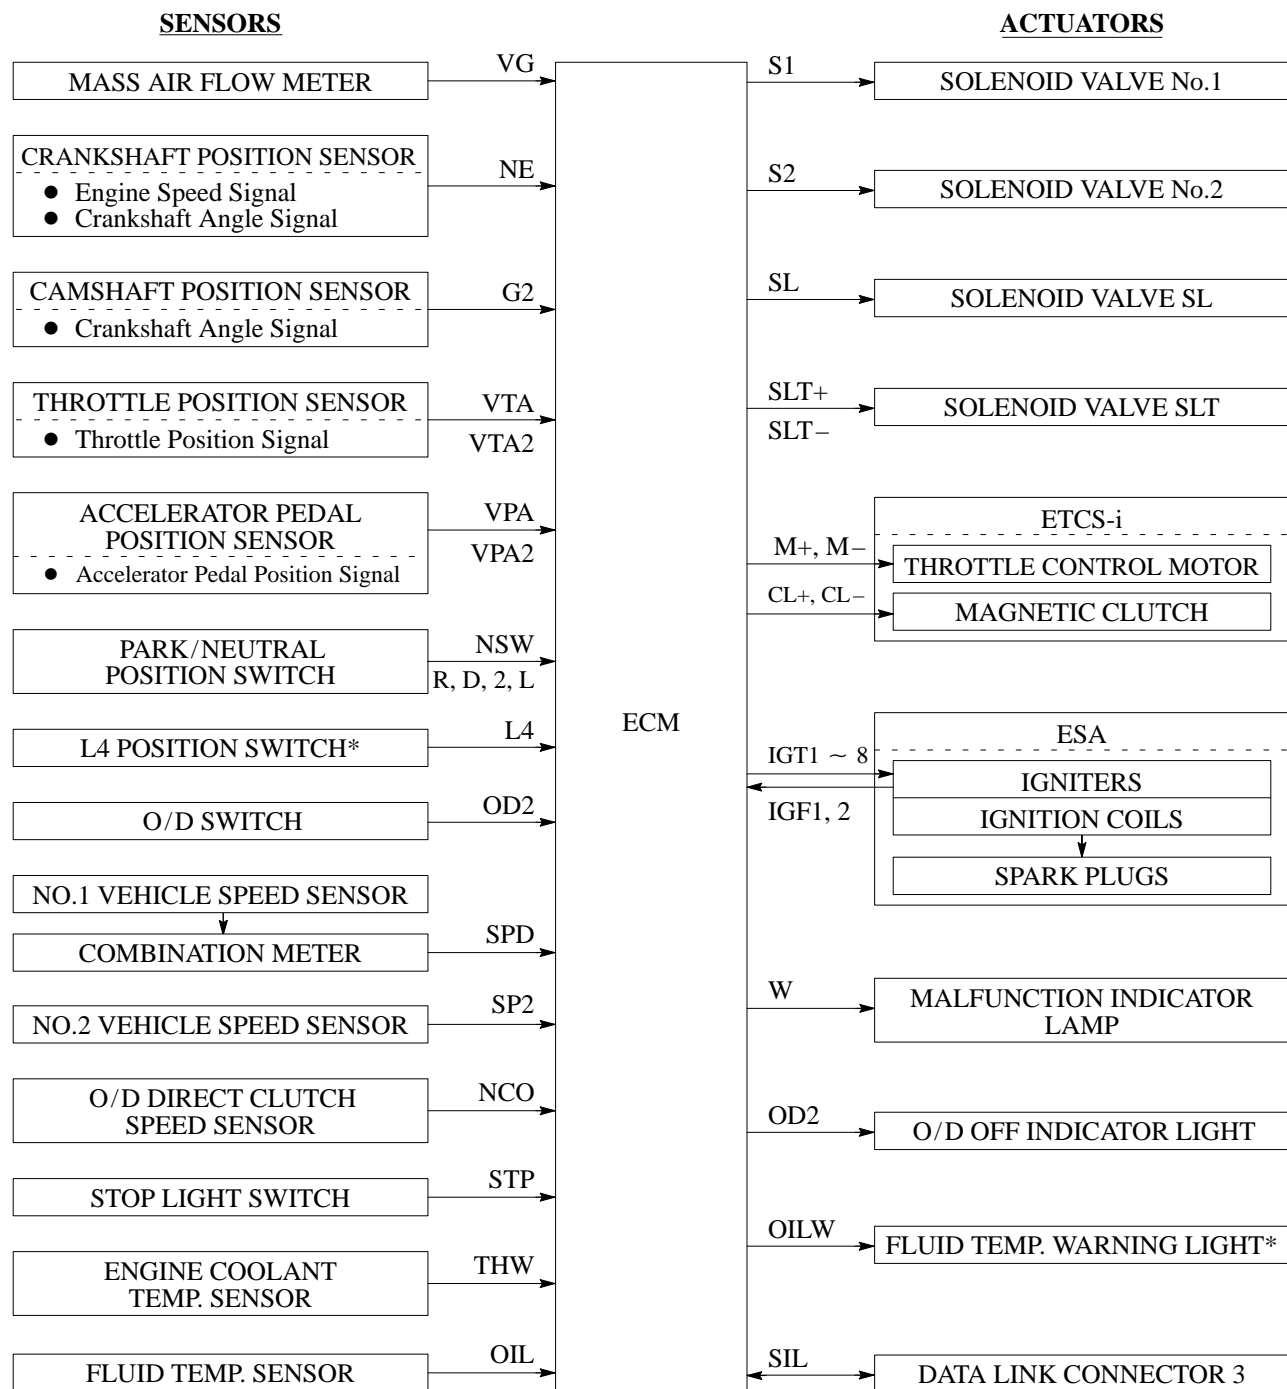 SENSORS
MASS AIR FLOW METER
VG
CRANKSHAFT POSITION SENSOR
● Engine Speed Signal
● Crankshaft Angle Signal
NE
CAMSHAFT POSITION SENSOR
● Crankshaft Angle Signal
G2
THROTTLE POSITION SENSOR
● Throttle Position Signal
VTA
VTA2
ACCELERATOR PEDAL
POSITION SENSOR
● Accelerator Pedal Position Signal
VPA
VPA2
PARK/NEUTRAL
POSITION SWITCH
NSW
R, D, 2, L
L4 POSITION SWITCH*
L4
O/D SWITCH
OD2
NO.1 VEHICLE SPEED SENSOR
COMBINATION METER
SPD
NO.2 VEHICLE SPEED SENSOR
SP2
O/D DIRECT CLUTCH
SPEED SENSOR
NCO
STOP LIGHT SWITCH
STP
ENGINE COOLANT
TEMP. SENSOR
THW
FLUID TEMP. SENSOR
OIL
ECM
ACTUATORS
S1
SOLENOID VALVE No.1
S2
SOLENOID VALVE No.2
SL
SOLENOID VALVE SL
SLT+
SLT–
SOLENOID VALVE SLT
ETCS-i
M+, M–
THROTTLE CONTROL MOTOR
CL+, CL–
MAGNETIC CLUTCH
ESA
IGT1 ~ 8
IGF1, 2
IGNITERS
IGNITION COILS
SPARK PLUGS
W
MALFUNCTION INDICATOR
LAMP
OD2
O/D OFF INDICATOR LIGHT
OILW
FLUID TEMP. WARNING LIGHT*
SIL
DATA LINK CONNECTOR 3